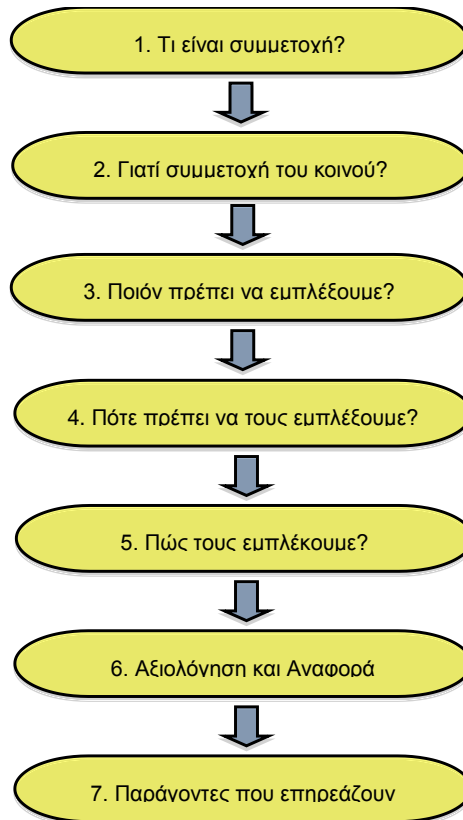 1. Τι είναι συμμετοχή?
2. Γιατί συμμετοχή του κοινού?
3. Ποιόν πρέπει να εμπλέξουμε?
4. Πότε πρέπει να τους εμπλέξουμε?
5. Πώς τους εμπλέκουμε?
6. Αξιολόγηση και Αναφορά
7. Παράγοντες που επηρεάζουν